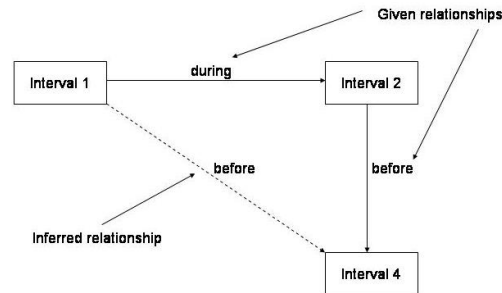 Given relationships
during
Interval 1
Interval 2
before
before
Inferred relationship
Interval 4